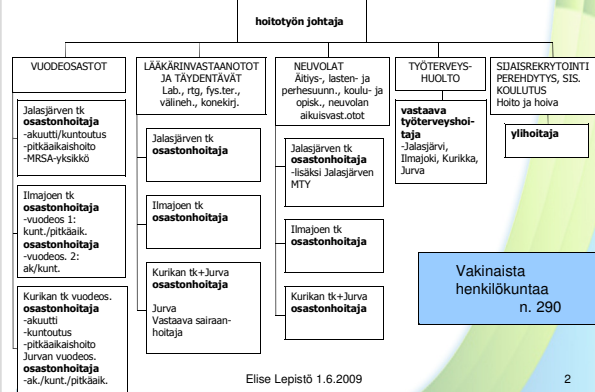 hoitotyön johtaja
VUODEOSASTOT
Jalasjärven tk
osastonhoitaja
-akuutti/kuntoutus
-pitkäaikaishoito
-MRSA-yksikkö
Ilmajoen tk
osastonhoitaja
-vuodeos 1:
kunt./pitkäaik.
osastonhoitaja
-vuodeos. 2:
ak/kunt.
Kurikan tk vuodeos.
osastonhoitaja
-akuutti
-kuntoutus
-pitkäaikaishoito
Jurvan vuodeos.
osastonhoitaja
-ak./kunt./pitkäaik.
LÄÄKÄRINVASTAANOTOT
JA TÄYDENTÄVÄT
Lab., rtg, fys.ter.,
välineh., konekirj.
Jalasjärven tk
osastonhoitaja
Ilmajoen tk
osastonhoitaja
Kurikan tk+Jurva
osastonhoitaja
Jurva
Vastaava sairaan-
hoitaja
NEUVOLAT
Äitiys-, lasten- ja
perhesuunn., koulu- ja
opisk., neuvolan
aikuisvast.otot
Jalasjärven tk
osastonhoitaja
-lisäksi Jalasjärven
MTY
Ilmajoen tk
osastonhoitaja
Kurikan tk+Jurva
osastonhoitaja
TYÖTERVEYS-
HUOLTO
vastaava
työterveyshoi-
taja
-Jalasjärvi,
Ilmajoki, Kurikka,
Jurva
SIJAISREKRYTOINTI
PEREHDYTYS, SIS.
KOULUTUS
Hoito ja hoiva
ylihoitaja
Vakinaista
henkilökuntaa
n. 290
Elise Lepistö 1.6.2009
2